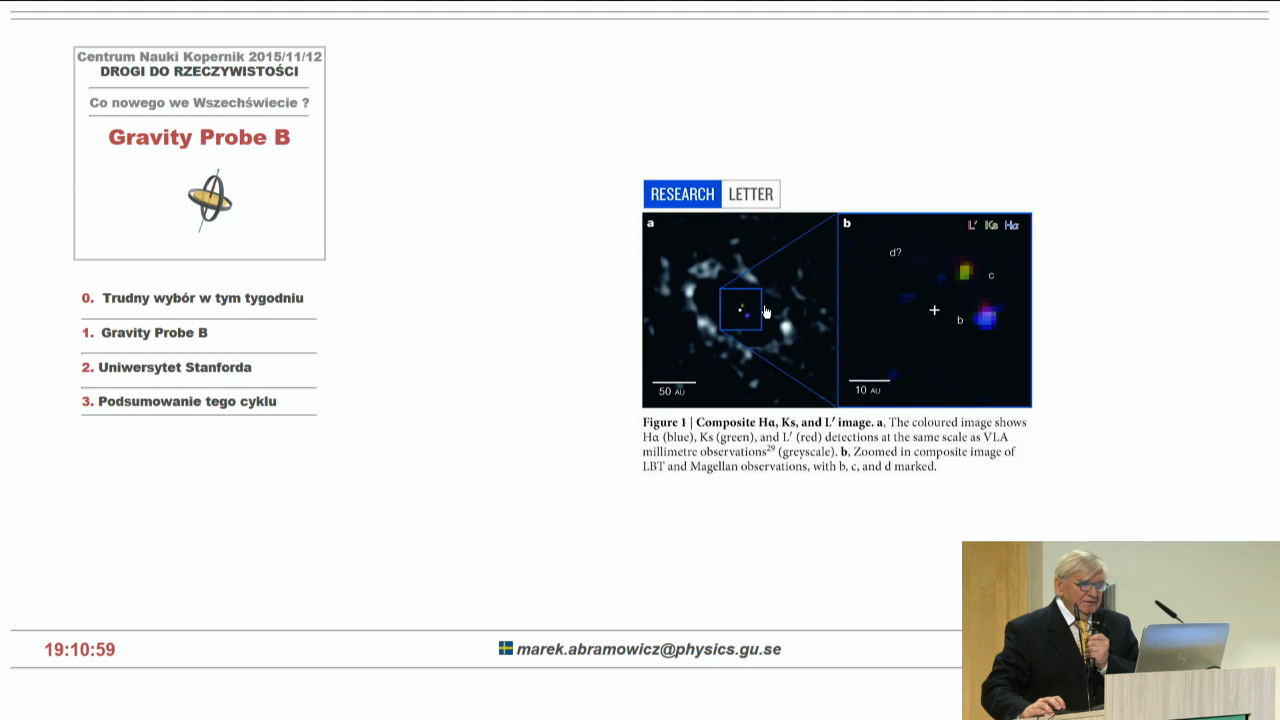 Centrum Nauki Kopernik 2015/11/12
DROGI DO RZECZYWISTOŚCI
Co nowego we Wszechświecie ?
Gravity Probe B
0. Trudny wybór w tym tygodniu
1. Gravity Probe B
2. Uniwersytet Stanforda
3. Podsumowanie tego cyklu
RESEARCH LETTER
a
50 AU
b
L′ Ks Hα
d?
c
b
10 AU
Figure 1 | Composite Hα, Ks, and L′ image. a, The coloured image shows
Hα (blue), Ks (green), and L′ (red) detections at the same scale as VLA
millimetre observations²⁹ (greyscale). b, Zoomed in composite image of
LBT and Magellan observations, with b, c, and d marked.
19:10:59
marek.abramowicz@physics.gu.se